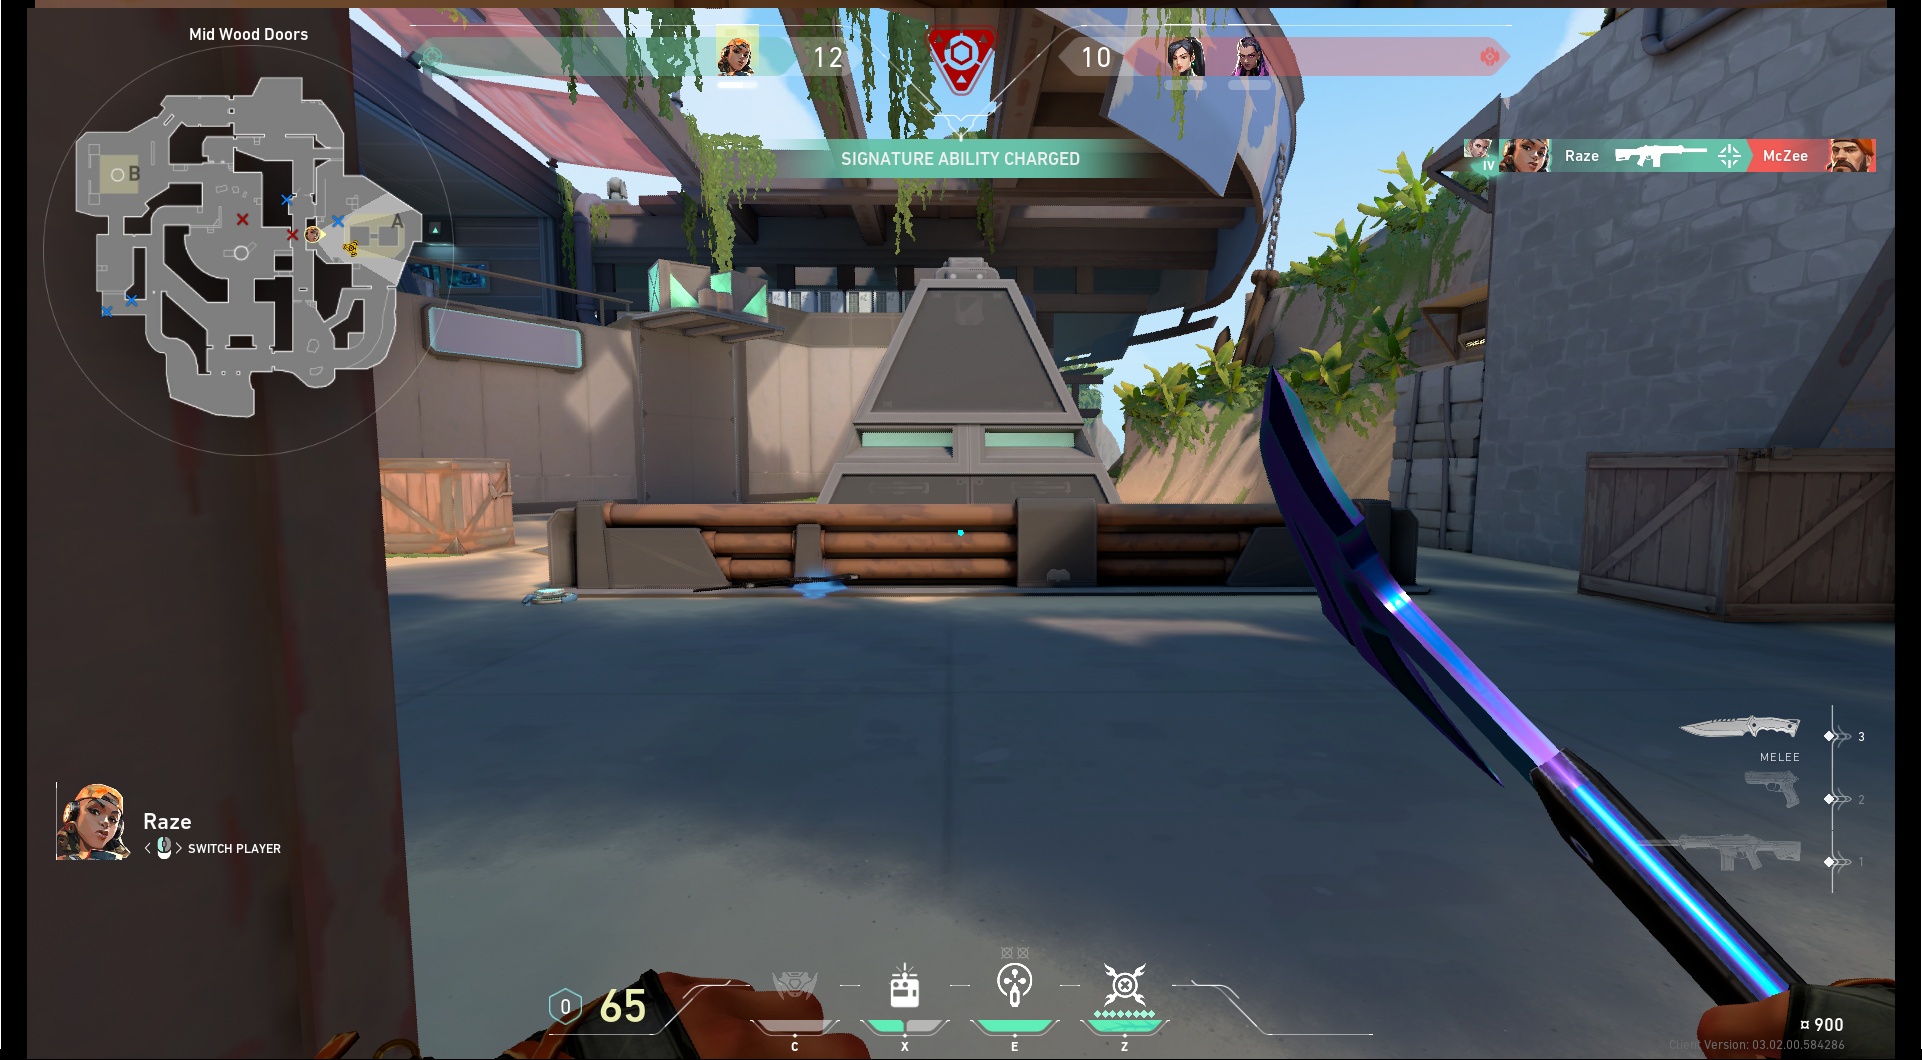 Mid Wood Doors
12
10
SIGNATURE ABILITY CHARGED
IV Raze McZee
B
A
3
MELEE
2
1
Raze
< > SWITCH PLAYER
0 65
C X E Z
¤ 900
Client Version: 03.02.00.584286